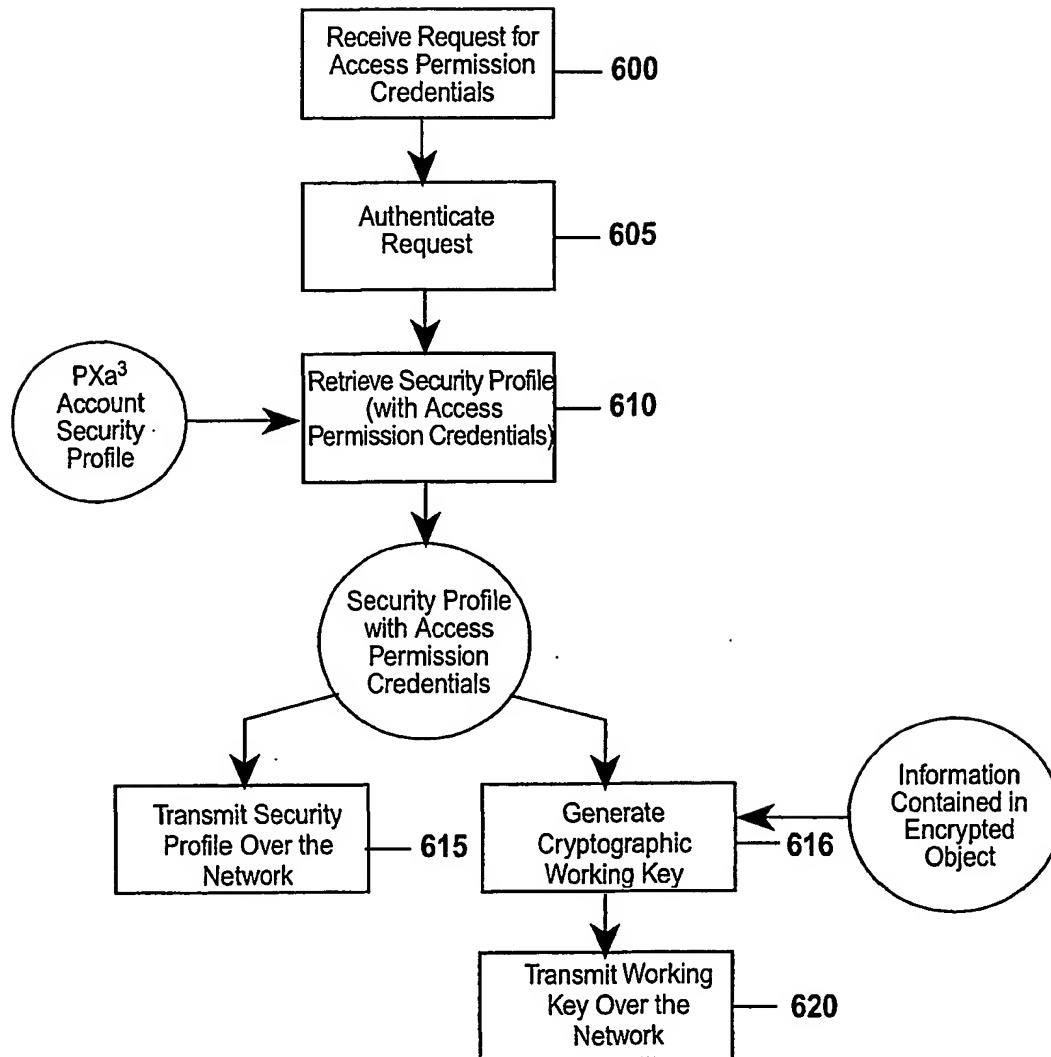 Receive Request for
Access Permission
Credentials
600
Authenticate
Request
605
PXa³
Account
Security
Profile
Retrieve Security Profile
(with Access
Permission Credentials)
610
Security Profile
with Access
Permission
Credentials
Transmit Security
Profile Over the
Network
615
Generate
Cryptographic
Working Key
616
Information
Contained in
Encrypted
Object
Transmit Working
Key Over the
Network
620